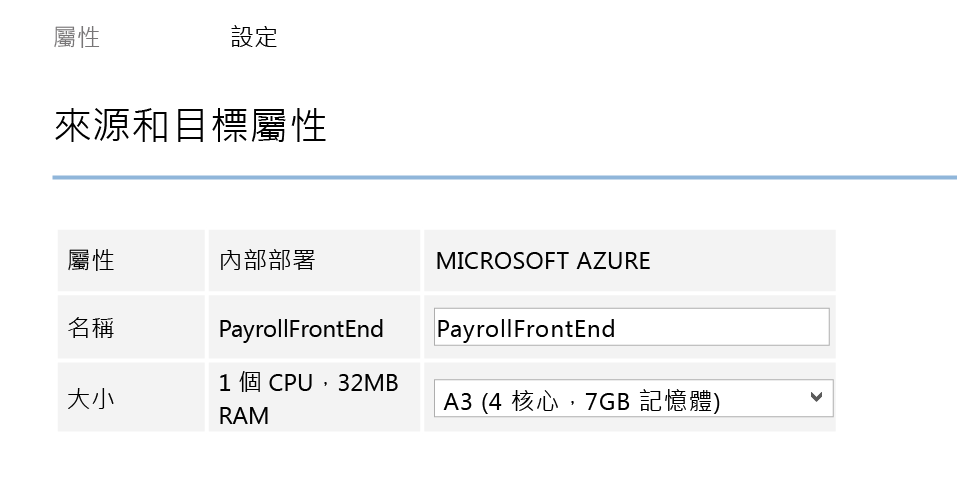 屬性 設定
來源和目標屬性
屬性 內部部署 MICROSOFT AZURE
名稱 PayrollFrontEnd PayrollFrontEnd
大小 1 個 CPU，32MB RAM A3 (4 核心，7GB 記憶體)